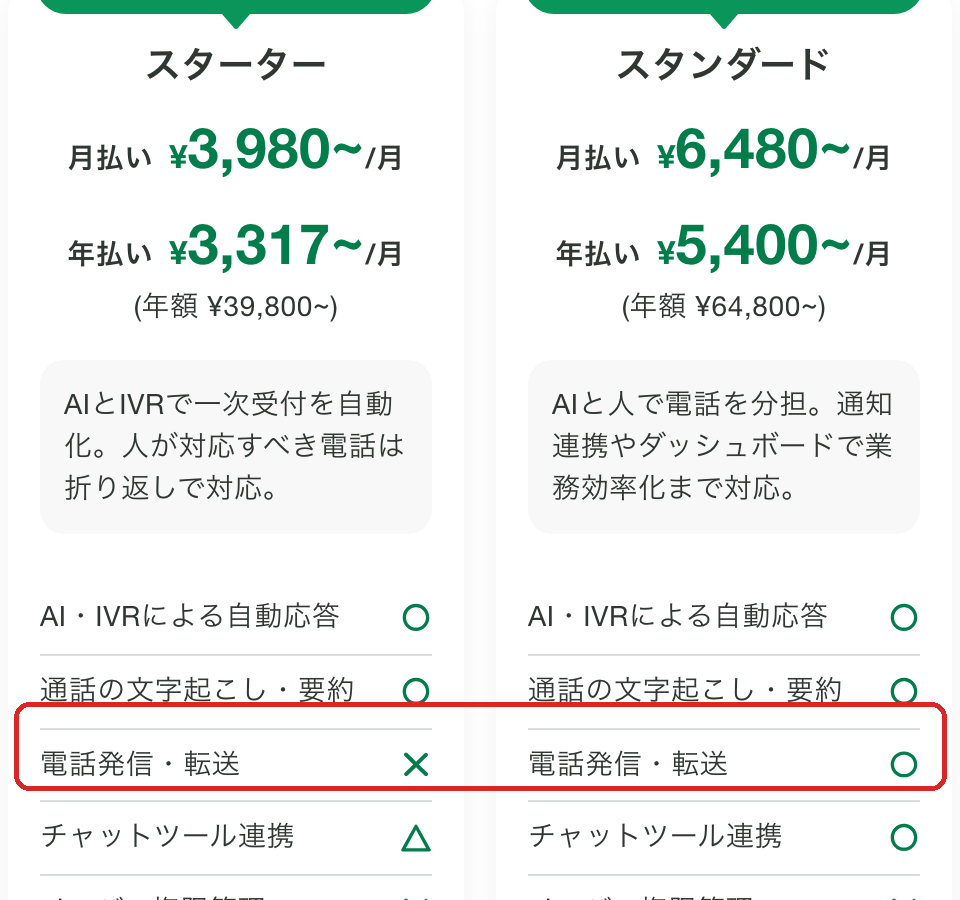 スターター
月払い ¥3,980~/月
年払い ¥3,317~/月
(年額 ¥39,800~)
AIとIVRで一次受付を自動
化。人が対応すべき電話は
折り返しで対応。
AI・IVRによる自動応答
通話の文字起こし・要約
電話発信・転送
チャットツール連携
スタンダード
月払い ¥6,480~/月
年払い ¥5,400~/月
(年額 ¥64,800~)
AIと人で電話を分担。通知
連携やダッシュボードで業
務効率化まで対応。
AI・IVRによる自動応答
通話の文字起こし・要約
電話発信・転送
チャットツール連携